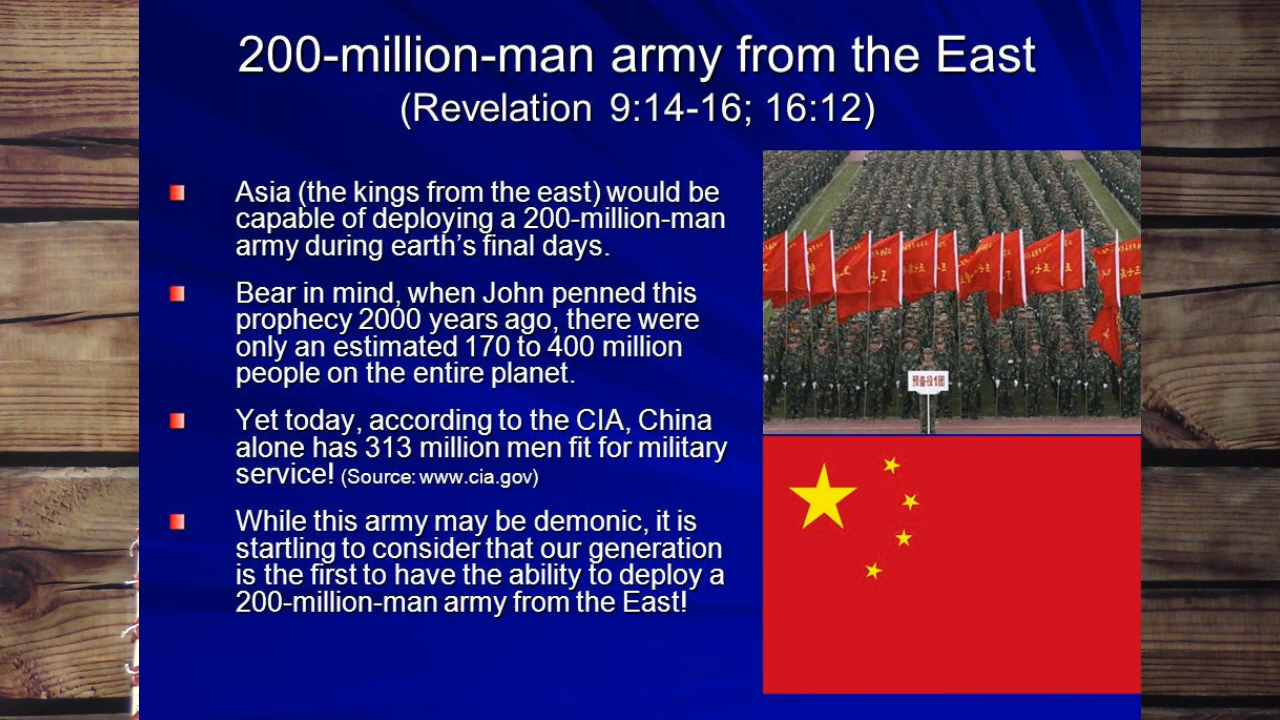 200-million-man army from the East
(Revelation 9:14-16; 16:12)
Asia (the kings from the east) would be
capable of deploying a 200-million-man
army during earth’s final days.
Bear in mind, when John penned this
prophecy 2000 years ago, there were
only an estimated 170 to 400 million
people on the entire planet.
Yet today, according to the CIA, China
alone has 313 million men fit for military
service! (Source: www.cia.gov)
While this army may be demonic, it is
startling to consider that our generation
is the first to have the ability to deploy a
200-million-man army from the East!